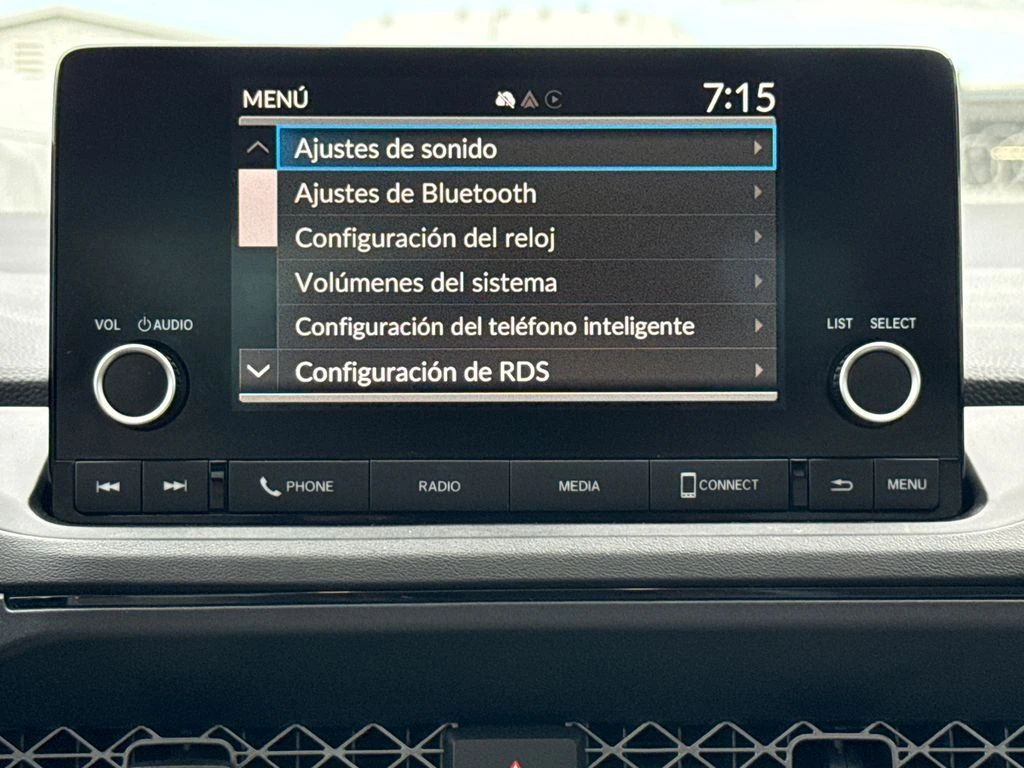 MENÚ 7:15
Ajustes de sonido
Ajustes de Bluetooth
Configuración del reloj
Volúmenes del sistema
Configuración del teléfono inteligente
Configuración de RDS
VOL AUDIO
LIST SELECT
PHONE RADIO MEDIA CONNECT MENU